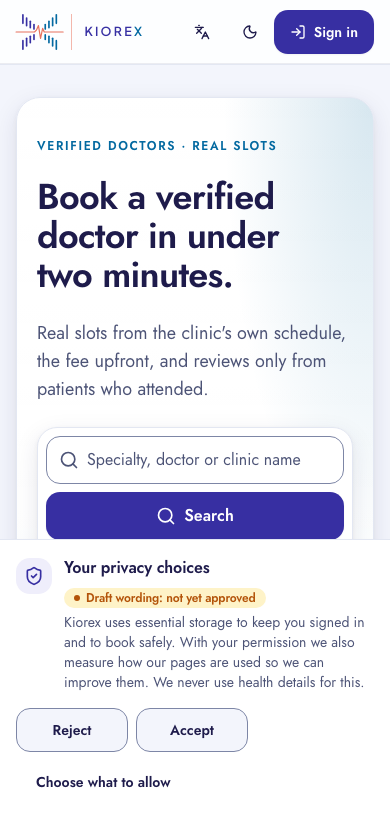 KIOREX
Sign in
VERIFIED DOCTORS · REAL SLOTS
Book a verified
doctor in under
two minutes.
Real slots from the clinic's own schedule,
the fee upfront, and reviews only from
patients who attended.
Specialty, doctor or clinic name
Search
Your privacy choices
Draft wording: not yet approved
Kiorex uses essential storage to keep you signed in
and to book safely. With your permission we also
measure how our pages are used so we can
improve them. We never use health details for this.
Reject
Accept
Choose what to allow